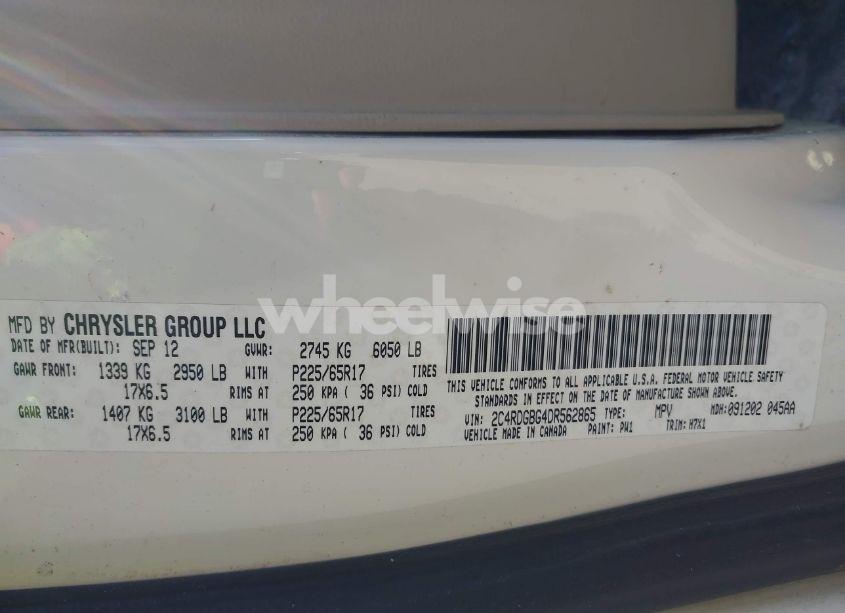 wheelwise
MFD BY CHRYSLER GROUP LLC
DATE OF MFR(BUILT): SEP 12 GVWR: 2745 KG 6050 LB
GAWR FRONT: 1339 KG 2950 LB WITH P225/65R17 TIRES
17X6.5 RIMS AT 250 KPA ( 36 PSI) COLD
GAWR REAR: 1407 KG 3100 LB WITH P225/65R17 TIRES
17X6.5 RIMS AT 250 KPA ( 36 PSI) COLD
THIS VEHICLE CONFORMS TO ALL APPLICABLE U.S.A. FEDERAL MOTOR VEHICLE SAFETY
STANDARDS IN EFFECT ON THE DATE OF MANUFACTURE SHOWN ABOVE.
VIN: 2C4RDGBG4DR562865 TYPE: MPV MDH:091202 045AA
VEHICLE MADE IN CANADA PAINT: PW1 TRIM: H7X1